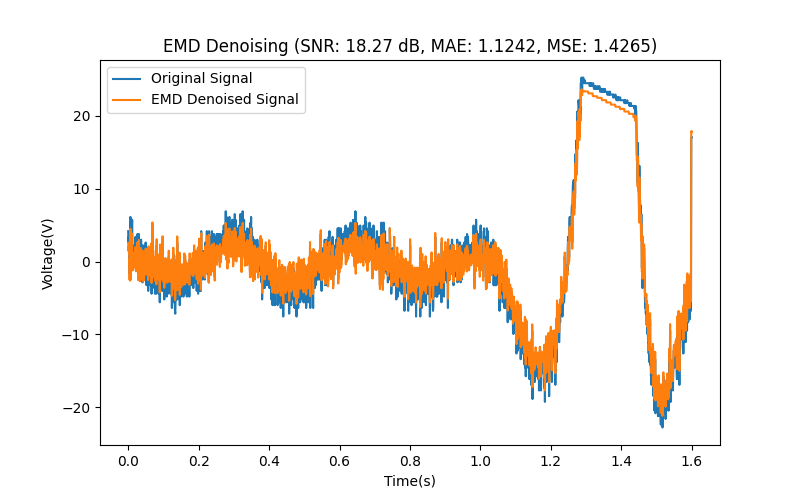 EMD Denoising (SNR: 18.27 dB, MAE: 1.1242, MSE: 1.4265)
Original Signal
EMD Denoised Signal
Voltage(V)
20
10
0
−10
−20
0.0 0.2 0.4 0.6 0.8 1.0 1.2 1.4 1.6
Time(s)